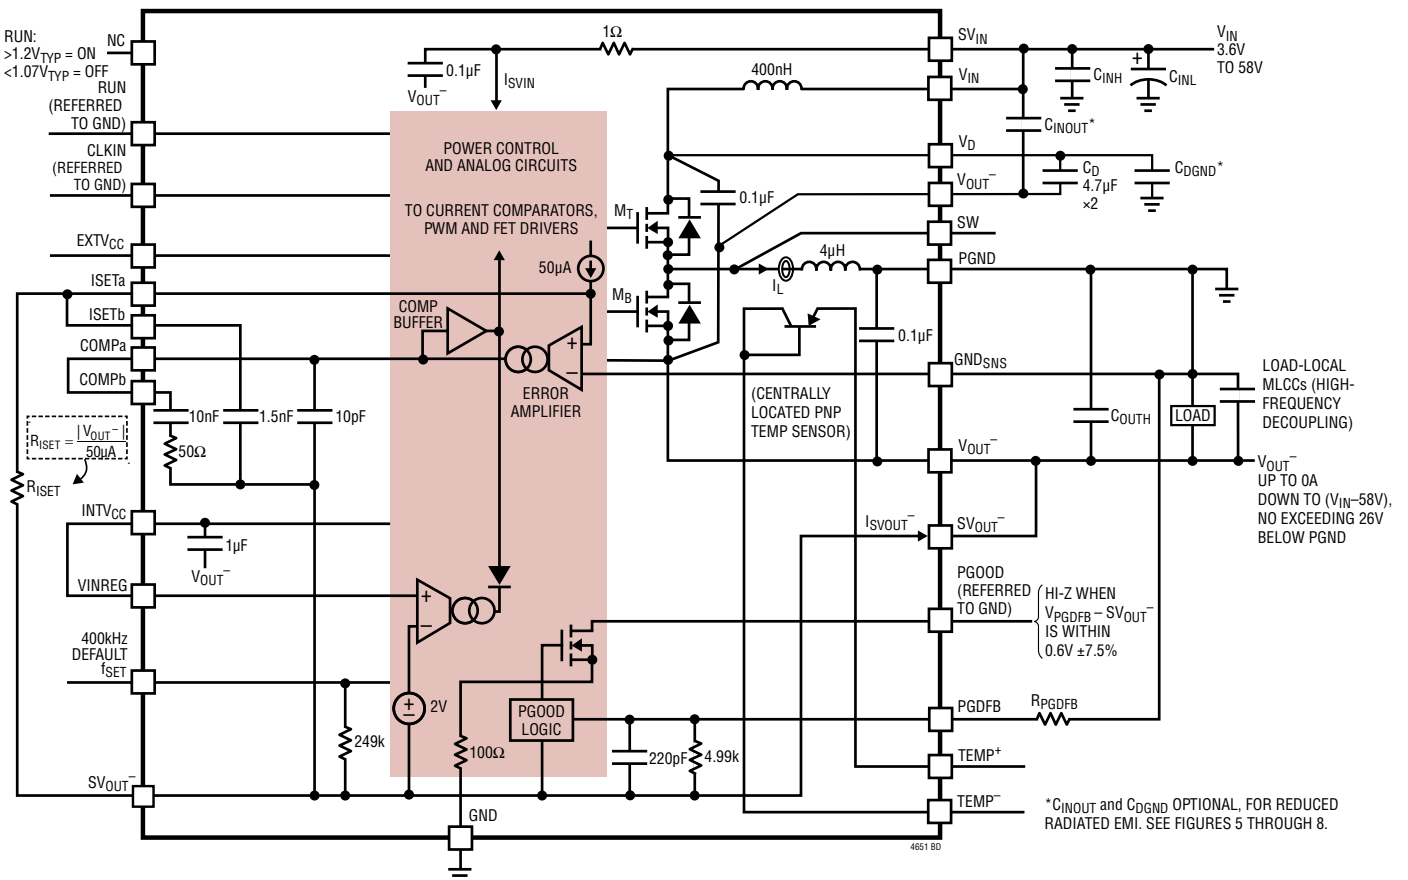 RUN:
>1.2VTYP = ON
<1.07VTYP = OFF
NC
RUN
(REFERRED
TO GND)
CLKIN
(REFERRED
TO GND)
EXTVCC
ISETa
ISETb
COMPa
COMPb
RISET = |VOUT–|
50µA
RISET
INTVCC
VINREG
400kHz
DEFAULT
fSET
SVOUT–
10nF
1.5nF
10pF
50Ω
1µF
VOUT–
249k
0.1µF
VOUT–
ISVIN
1Ω
POWER CONTROL
AND ANALOG CIRCUITS
TO CURRENT COMPARATORS,
PWM AND FET DRIVERS
50µA
COMP
BUFFER
+
–
ERROR
AMPLIFIER
+
–
+
–
2V
PGOOD
LOGIC
100Ω
GND
400nH
MT
0.1µF
MB
4µH
IL
0.1µF
(CENTRALLY
LOCATED PNP
TEMP SENSOR)
ISVOUT–
220pF
4.99k
SVIN
VIN
VD
VOUT–
SW
PGND
GNDSNS
VOUT–
SVOUT–
PGOOD
(REFERRED
TO GND)
HI-Z WHEN
VPGDFB – SVOUT–
IS WITHIN
0.6V ±7.5%
PGDFB
RPGDFB
TEMP+
TEMP–
VIN
3.6V
TO 58V
CINH
+
CINL
CINOUT*
CD
4.7µF
×2
CDGND*
COUTH
LOAD
LOAD-LOCAL
MLCCs (HIGH-
FREQUENCY
DECOUPLING)
VOUT–
UP TO 0A
DOWN TO (VIN–58V),
NO EXCEEDING 26V
BELOW PGND
*CINOUT and CDGND OPTIONAL, FOR REDUCED
RADIATED EMI. SEE FIGURES 5 THROUGH 8.
4651 BD